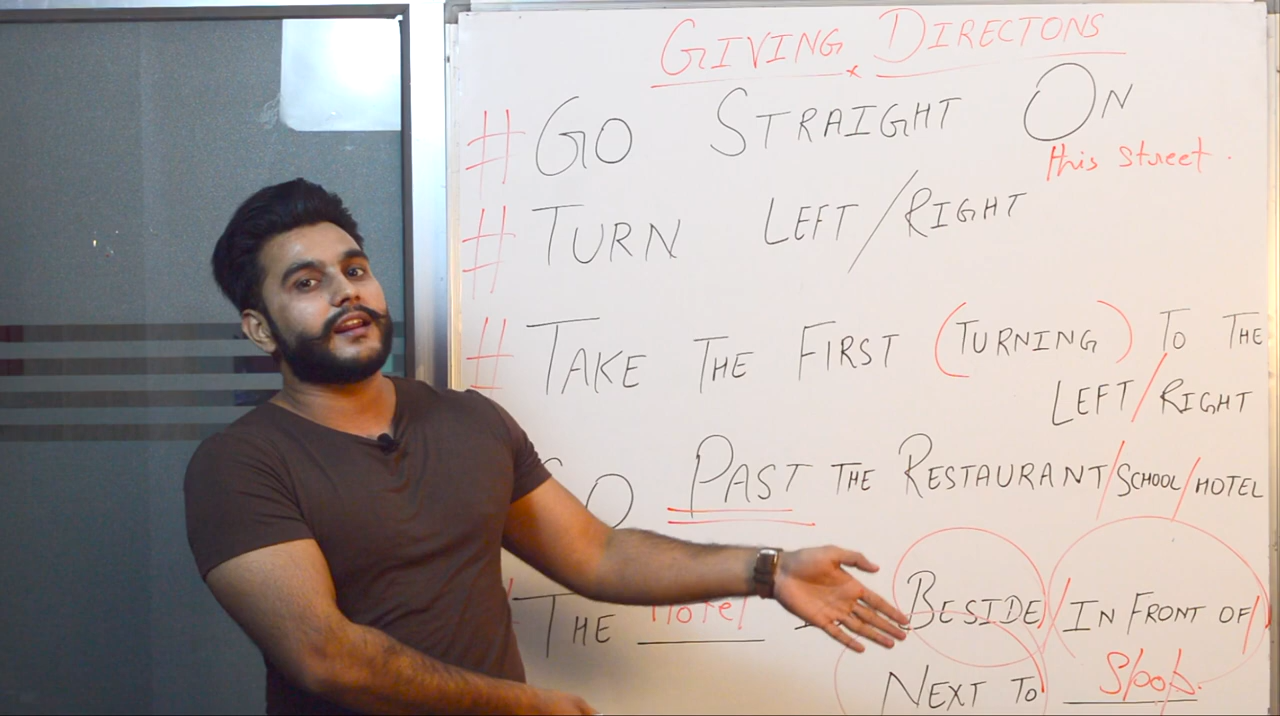 GIVING DIRECTONS
# GO STRAIGHT ON
this street.
# TURN LEFT/RIGHT
# TAKE THE FIRST (TURNING) TO THE
LEFT/RIGHT
GO PAST THE RESTAURANT/SCHOOL/HOTEL
THE Hotel BESIDE/IN FRONT OF/
NEXT TO